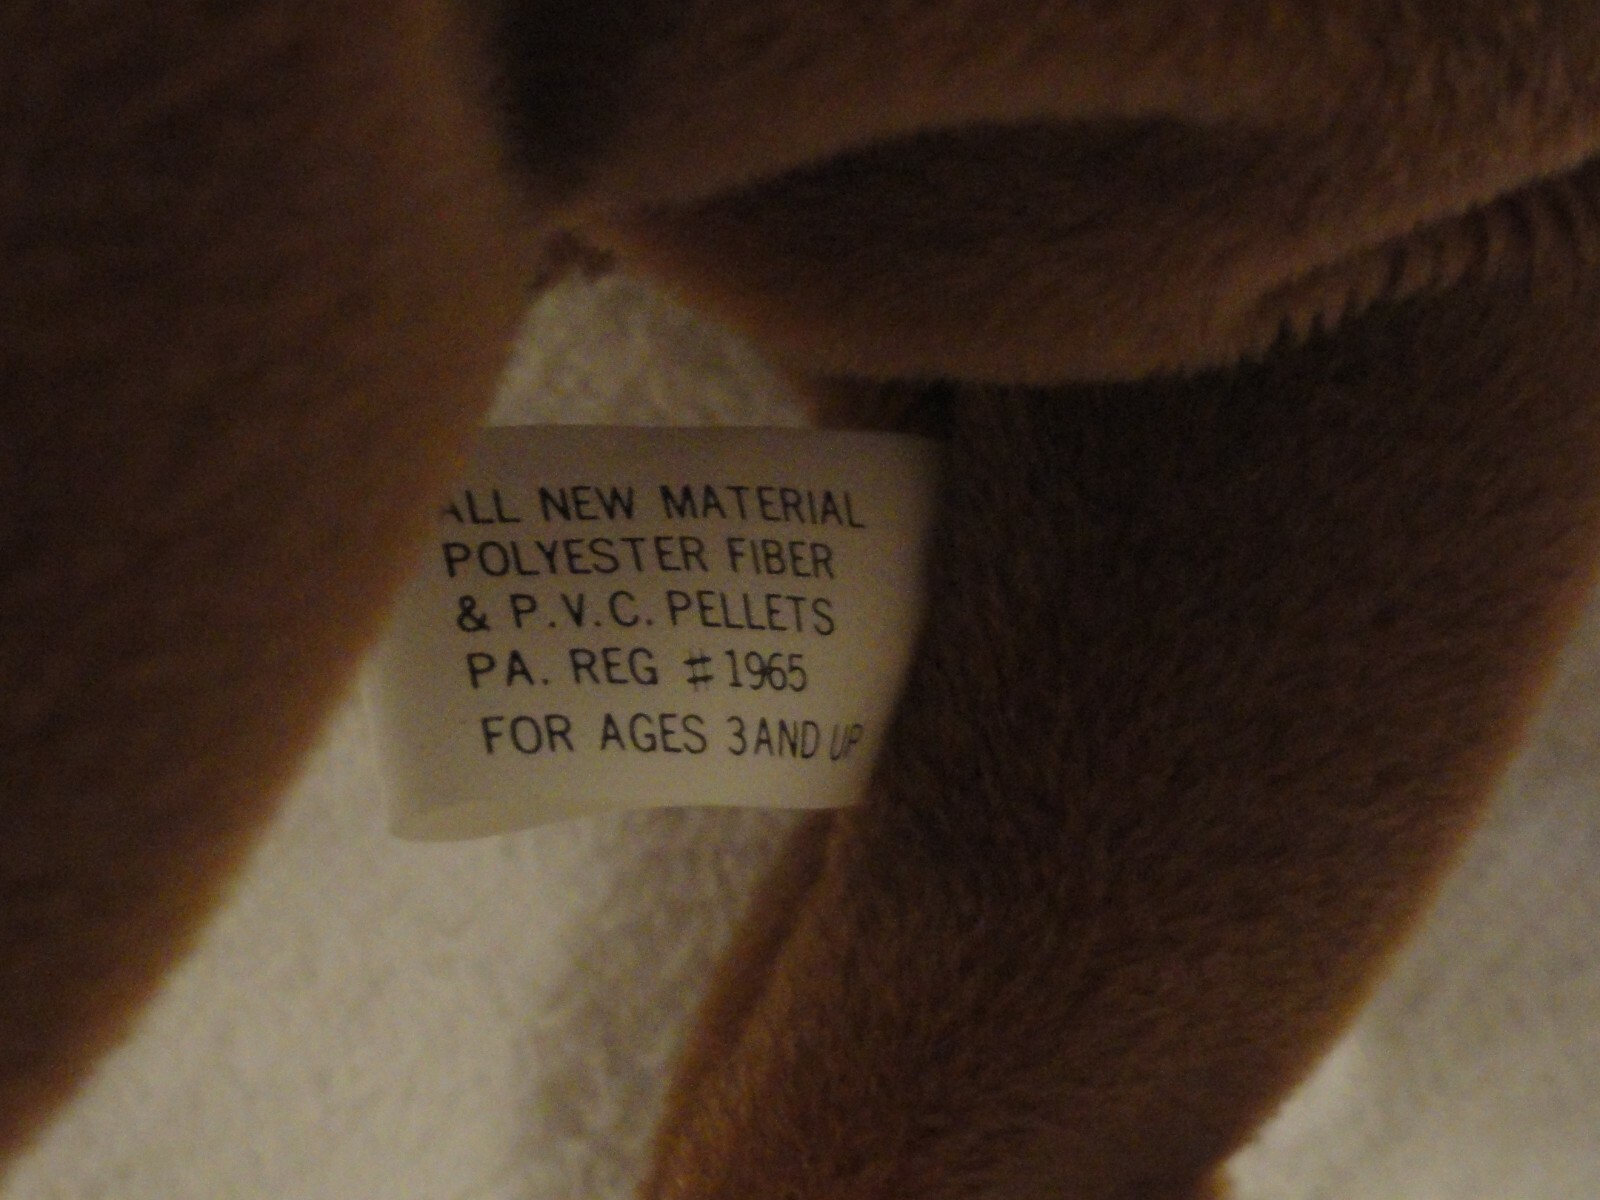 ALL NEW MATERIAL
POLYESTER FIBER
& P.V.C. PELLETS
PA. REG #1965
FOR AGES 3 AND UP